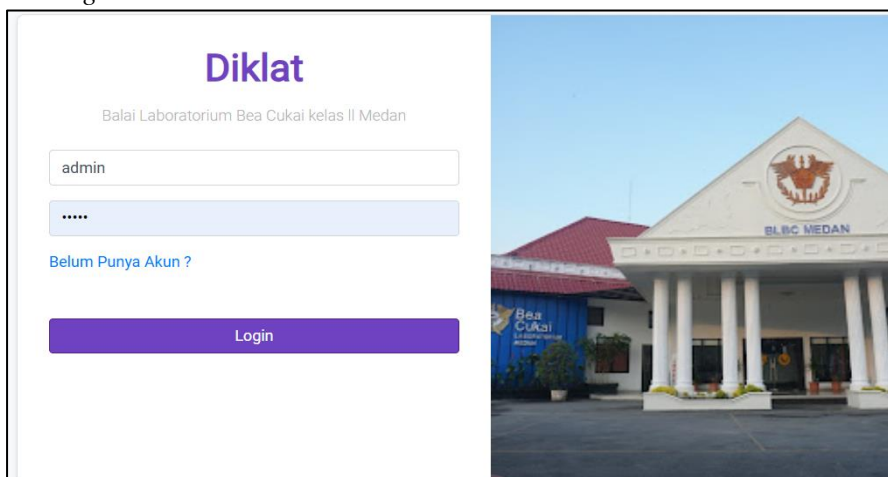 Diklat
Balai Laboratorium Bea Cukai kelas II Medan
admin
•••••
Belum Punya Akun ?
Login
BLBC MEDAN
Bea
Cukai